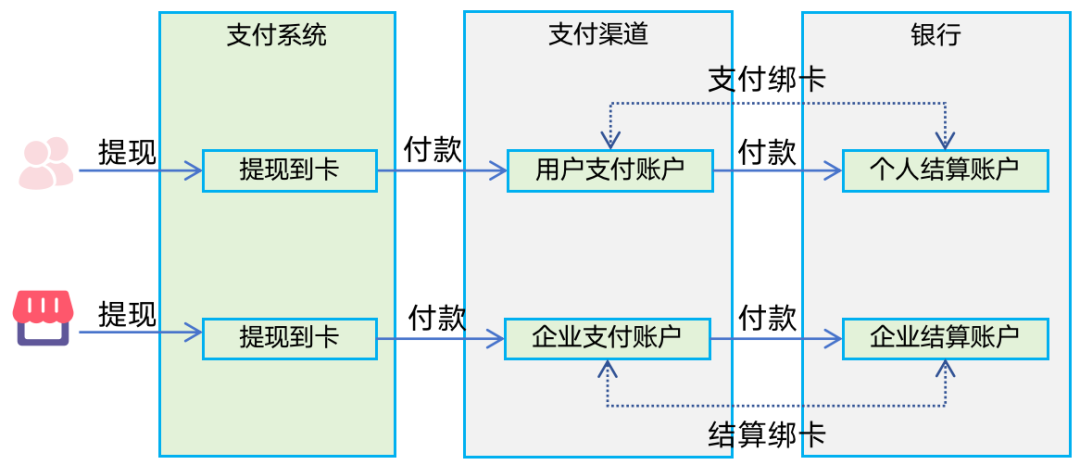 支付系统
支付渠道
银行
支付绑卡
提现
提现到卡
付款
用户支付账户
付款
个人结算账户
提现
提现到卡
付款
企业支付账户
付款
企业结算账户
结算绑卡